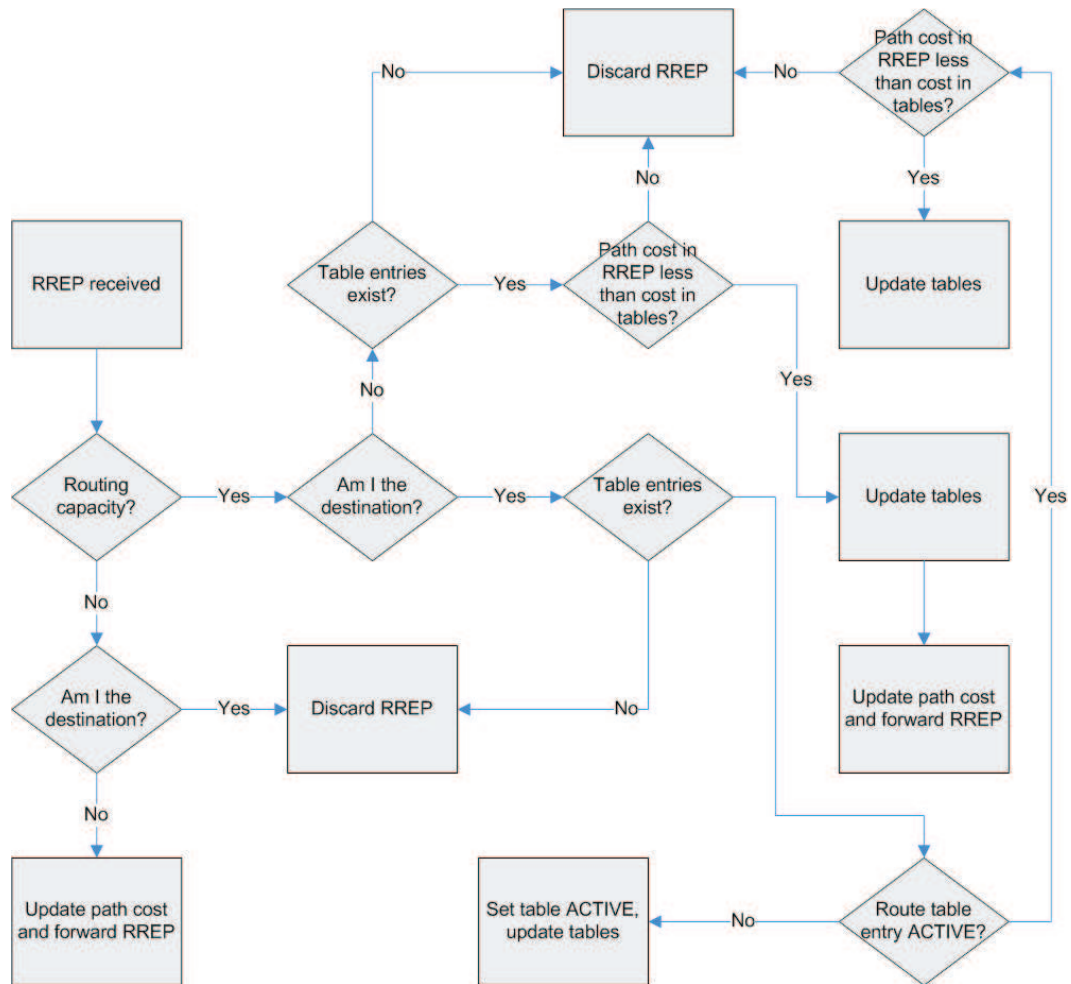 Path cost in
RREP less
than cost in
tables?
No
Discard RREP
No
No
Yes
RREP received
Table entries
exist?
Yes
Path cost in
RREP less
than cost in
tables?
Update tables
No
Yes
Routing
capacity?
Yes
Am I the
destination?
Yes
Table entries
exist?
Update tables
Yes
No
Am I the
destination?
Yes
Discard RREP
No
Update path cost
and forward RREP
No
Update path cost
and forward RREP
Set table ACTIVE,
update tables
No
Route table
entry ACTIVE?